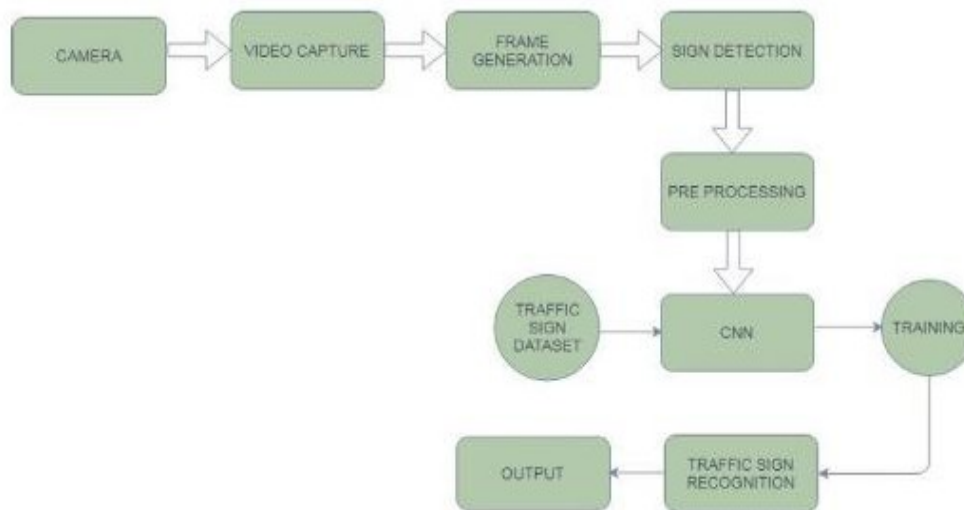 CAMERA
VIDEO CAPTURE
FRAME
GENERATION
SIGN DETECTION
PRE PROCESSING
TRAFFIC
SIGN
DATASET
CNN
TRAINING
OUTPUT
TRAFFIC SIGN
RECOGNITION